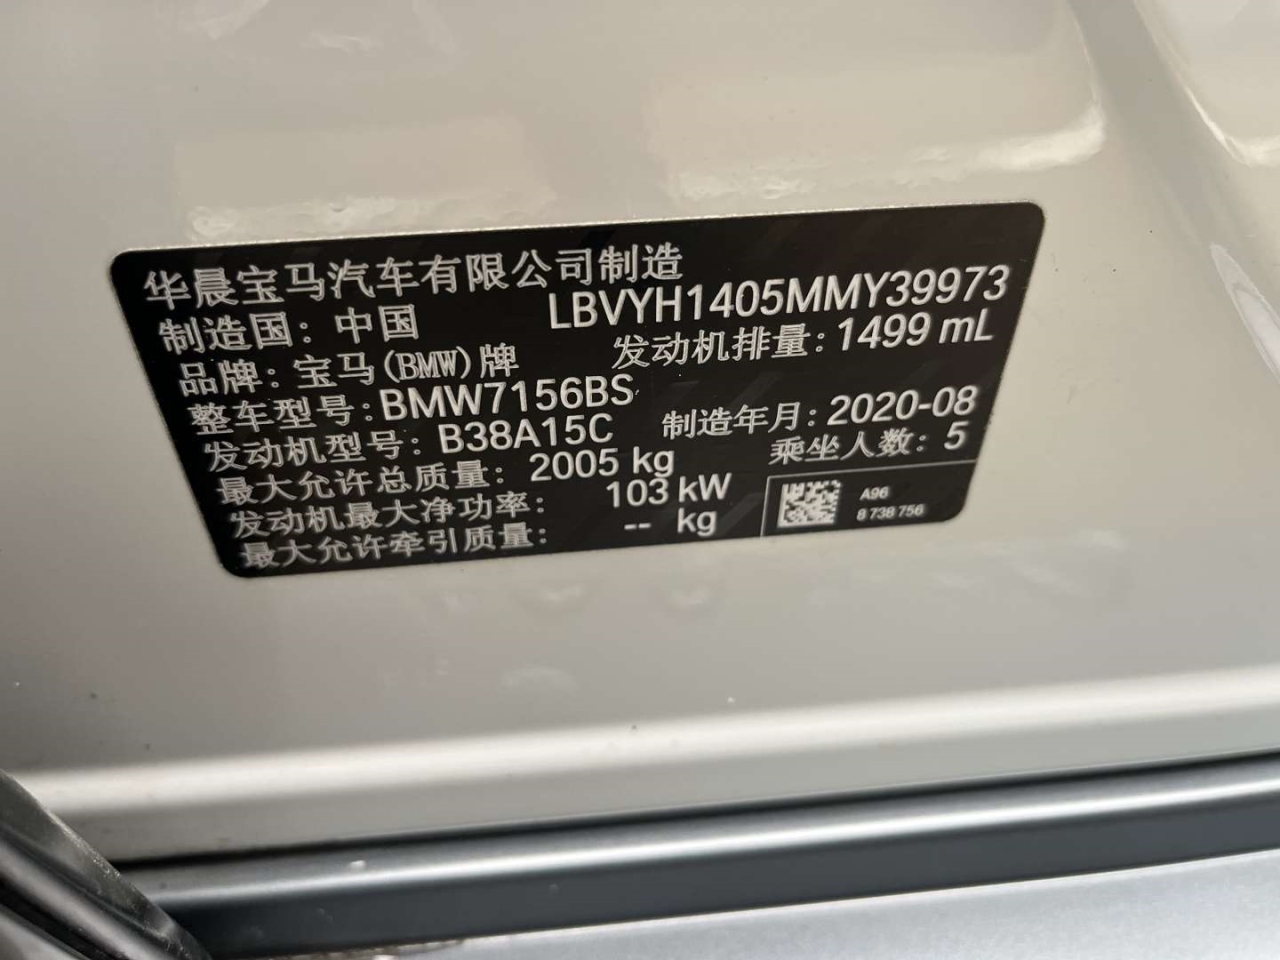 华晨宝马汽车有限公司制造
制造国：中国 LBVYH1405MMY39973
品牌：宝马(BMW)牌 发动机排量：1499 mL
整车型号：BMW7156BS
发动机型号：B38A15C 制造年月：2020-08
最大允许总质量：2005 kg 乘坐人数：5
发动机最大净功率：103 kW
最大允许牵引质量：-- kg
A96
8 738 756